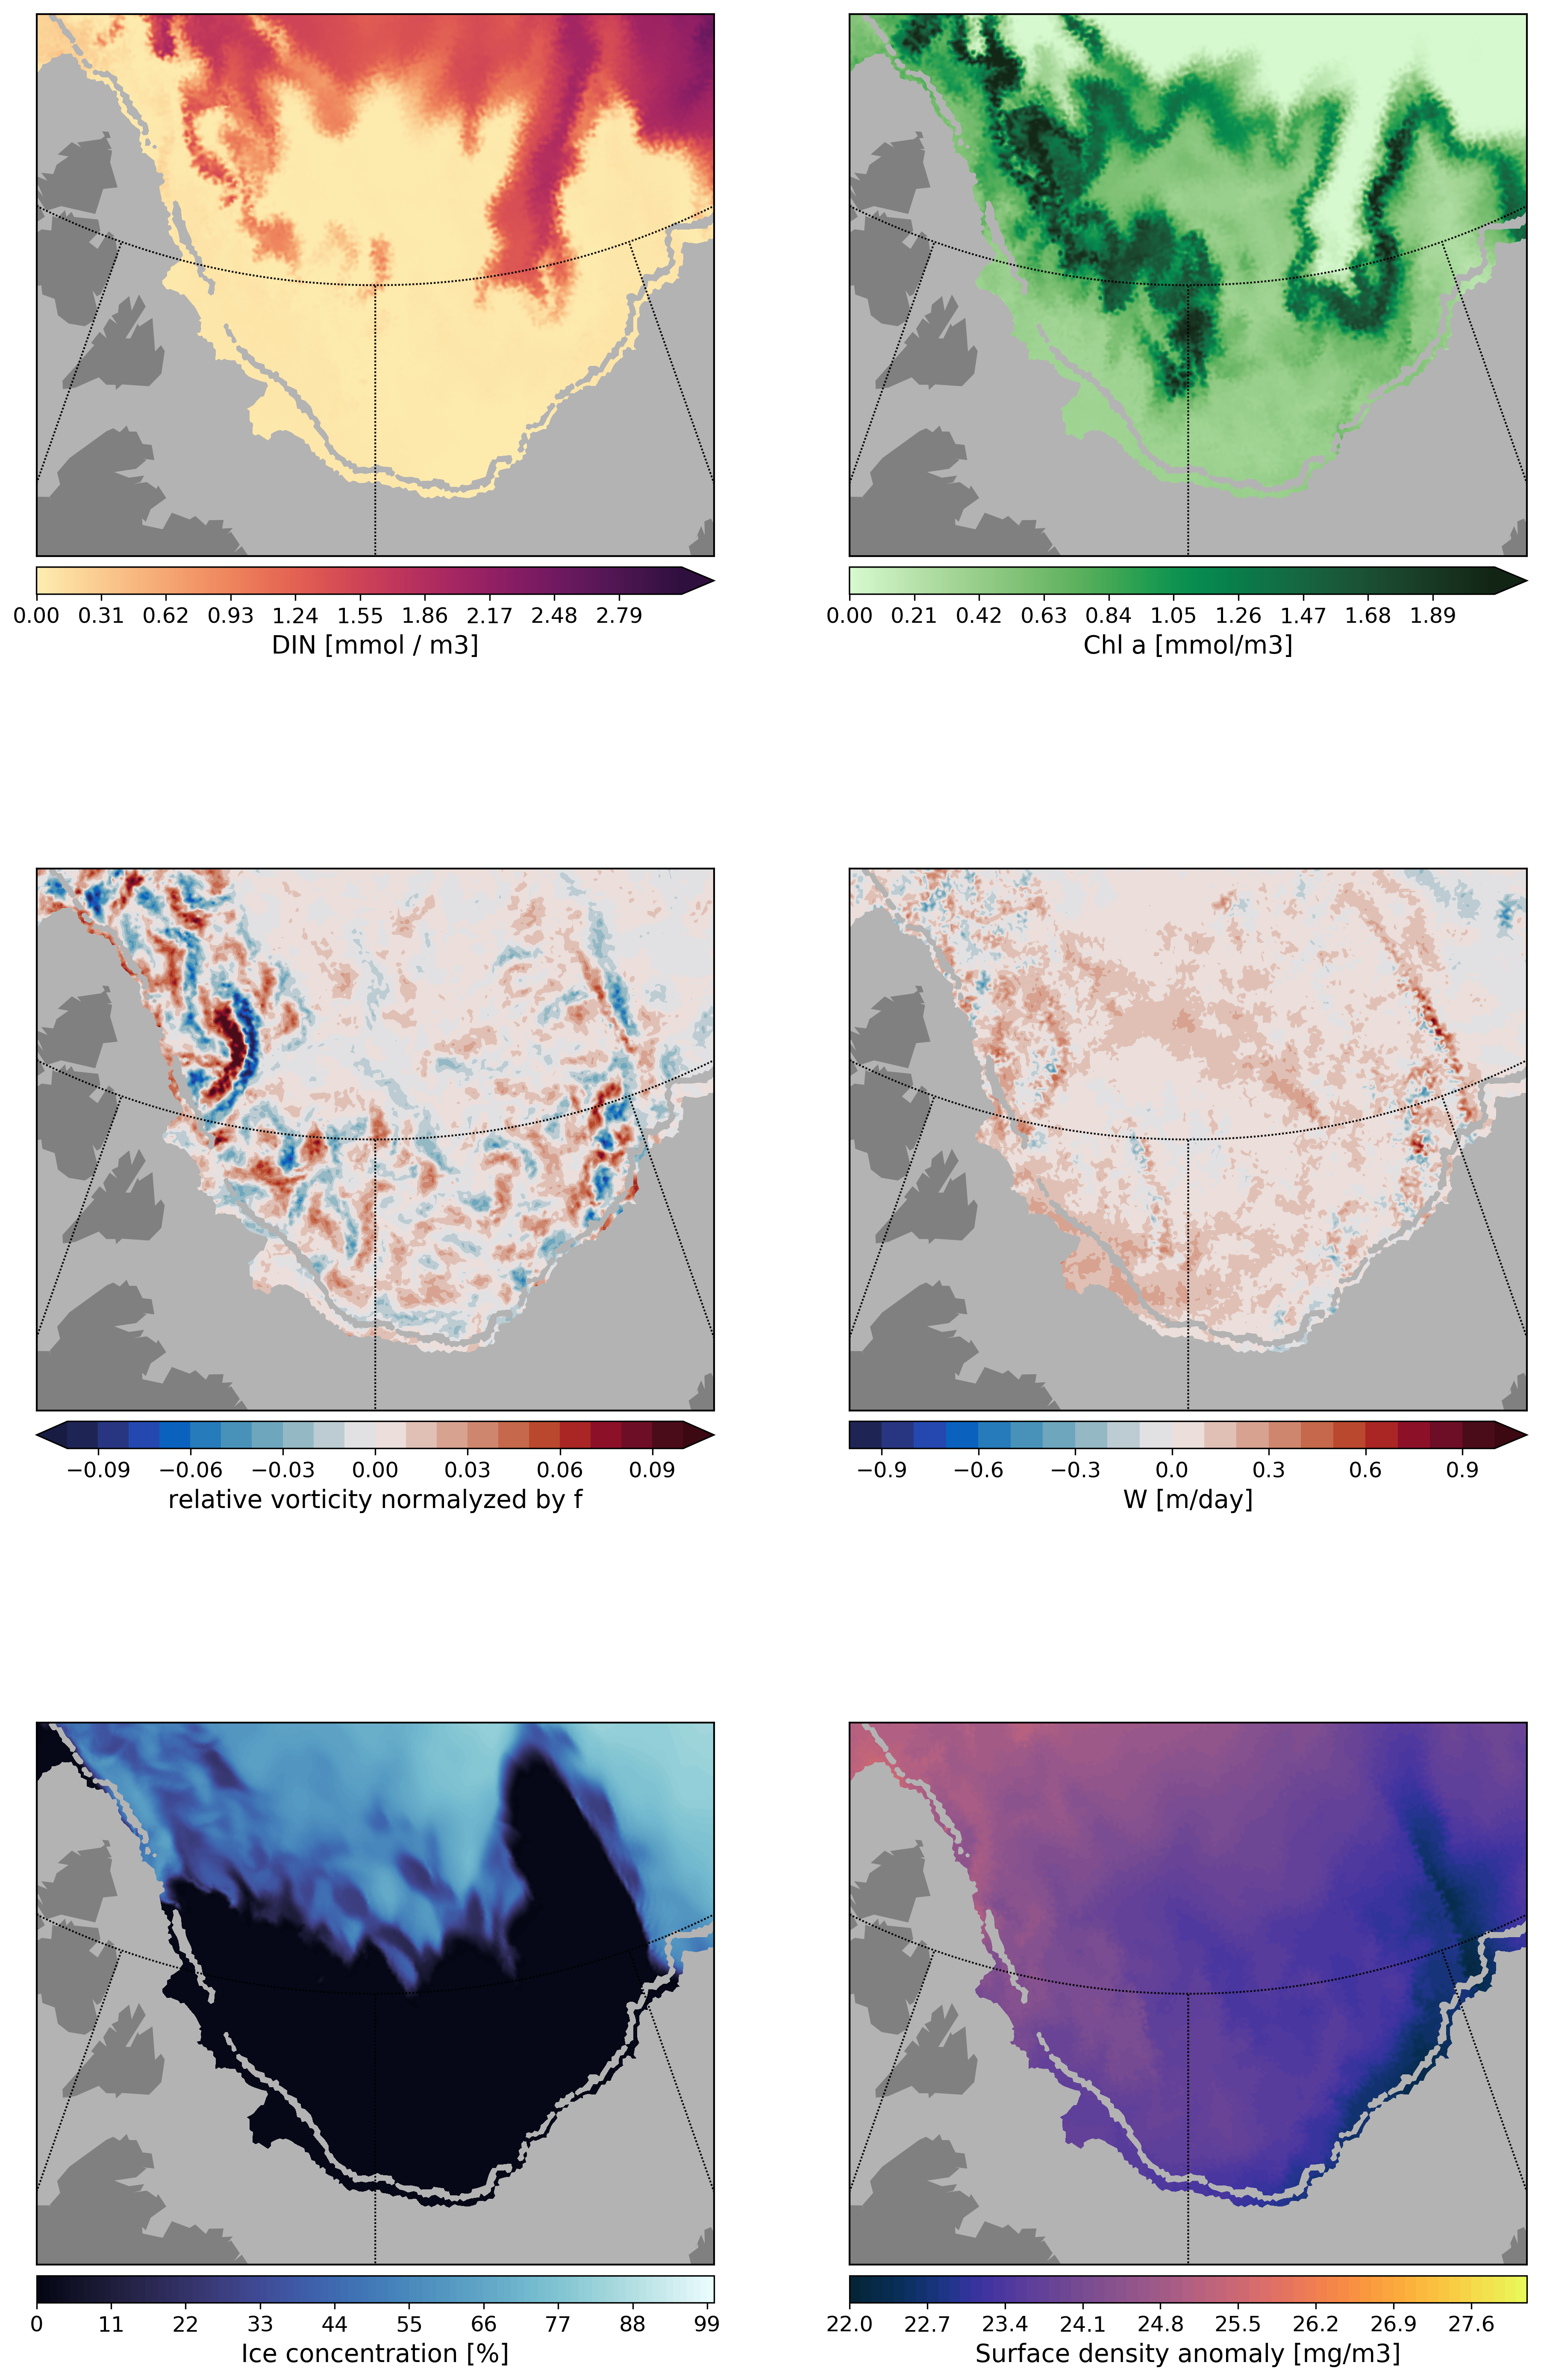 0.00 0.31 0.62 0.93 1.24 1.55 1.86 2.17 2.48 2.79
DIN [mmol / m3]
0.00 0.21 0.42 0.63 0.84 1.05 1.26 1.47 1.68 1.89
Chl a [mmol/m3]
−0.09 −0.06 −0.03 0.00 0.03 0.06 0.09
relative vorticity normalyzed by f
−0.9 −0.6 −0.3 0.0 0.3 0.6 0.9
W [m/day]
0 11 22 33 44 55 66 77 88 99
Ice concentration [%]
22.0 22.7 23.4 24.1 24.8 25.5 26.2 26.9 27.6
Surface density anomaly [mg/m3]